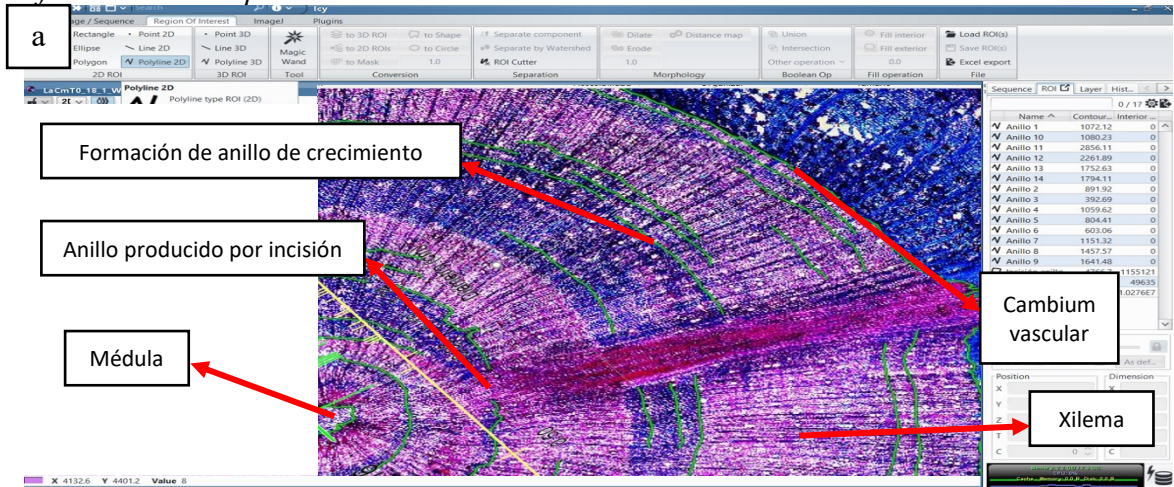 Icy
Image / Sequence Region Of Interest ImageJ Plugins
a
Rectangle Point 2D Point 3D to 3D ROI to Shape Separate component Dilate Distance map Union Fill interior Load ROI(s)
Ellipse Line 2D Line 3D Magic Wand to 2D ROIs to Circle Separate by Watershed Erode Intersection Fill exterior Save ROI(s)
Polygon Polyline 2D Polyline 3D to Mask 1.0 ROI Cutter 1.0 Other operation 0.0 Excel export
2D ROI 3D ROI Tool Conversion Separation Morphology Boolean Op Fill operation File
LaCmT0_18_1_W
Polyline 2D
Polyline type ROI (2D)
Sequence ROI Layer Hist...
0 / 17
Name Contour... Interior ...
Anillo 1 1072.12 0
Anillo 10 1080.23 0
Anillo 11 2856.11 0
Anillo 12 2261.89 0
Anillo 13 1752.63 0
Anillo 14 1794.11 0
Anillo 2 891.92 0
Anillo 3 392.69 0
Anillo 4 1059.62 0
Anillo 5 804.41 0
Anillo 6 603.06 0
Anillo 7 1151.32 0
Anillo 8 1457.57 0
Anillo 9 1641.48 0
1155121
49635
1.0276E7
Formación de anillo de crecimiento
Anillo producido por incisión
Médula
Cambium
vascular
Xilema
As def...
Position Dimension
X X
Y
Z
T
C 0 C
X 4132.6 Y 4401.2 Value 8